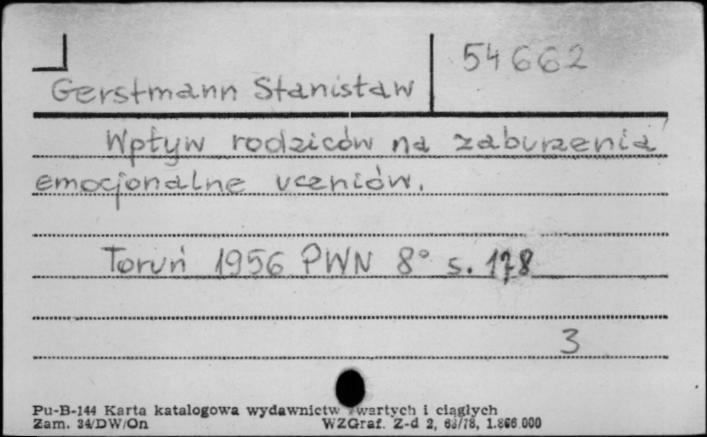 54662
Gerstmann Stanisław
Wpływ rodziców na zaburzenia
emocjonalne uczniów.
Toruń 1956 PWN 8° s. 178
3
Pu-B-144 Karta katalogowa wydawnictw zwartych i ciągłych
Zam. 34/DW/On WZGraf. Z-d 2, 63/78, 1.866.000